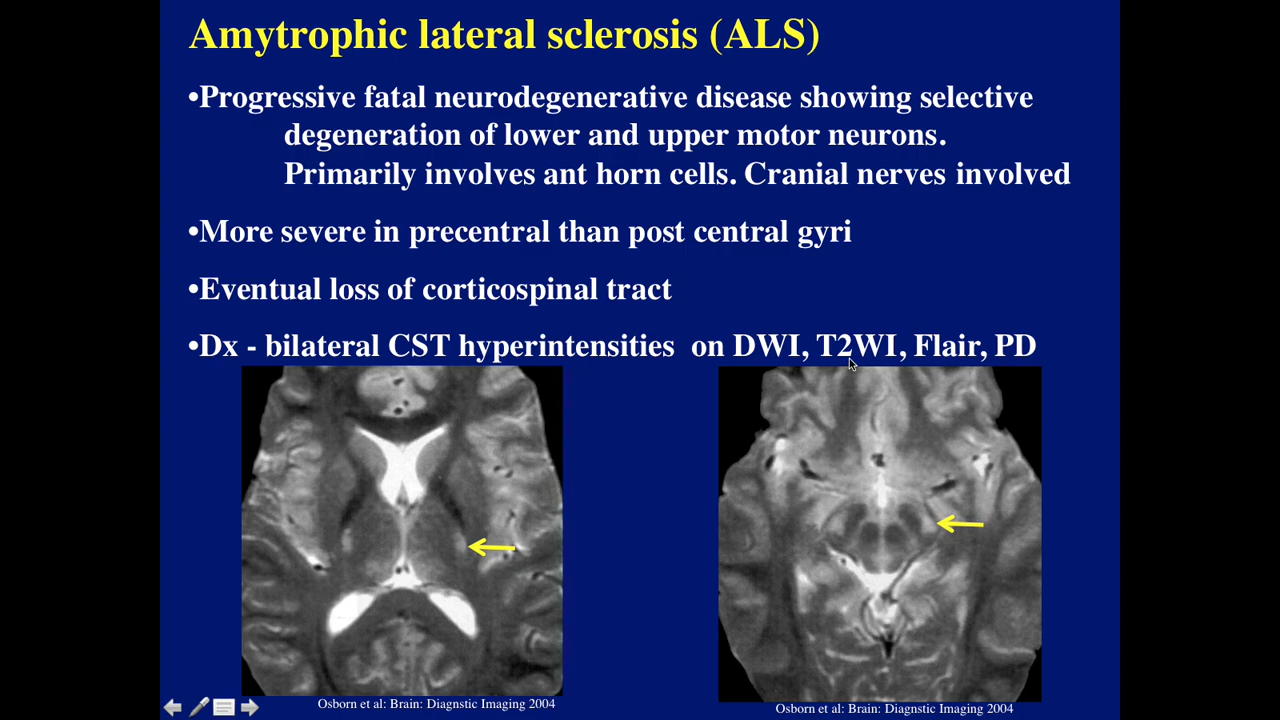 Amytrophic lateral sclerosis (ALS)
•Progressive fatal neurodegenerative disease showing selective
degeneration of lower and upper motor neurons.
Primarily involves ant horn cells. Cranial nerves involved
•More severe in precentral than post central gyri
•Eventual loss of corticospinal tract
•Dx - bilateral CST hyperintensities on DWI, T2WI, Flair, PD
Osborn et al: Brain: Diagnstic Imaging 2004
Osborn et al: Brain: Diagnstic Imaging 2004